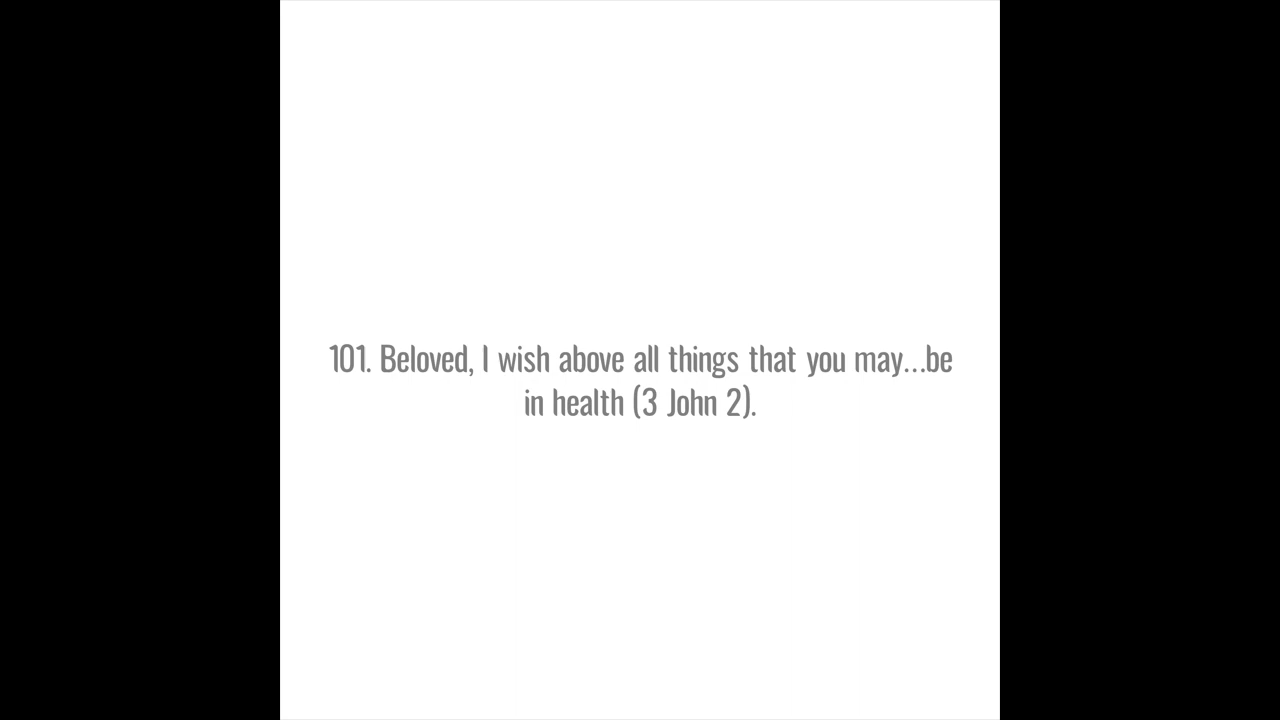 101. Beloved, I wish above all things that you may...be
in health (3 John 2).